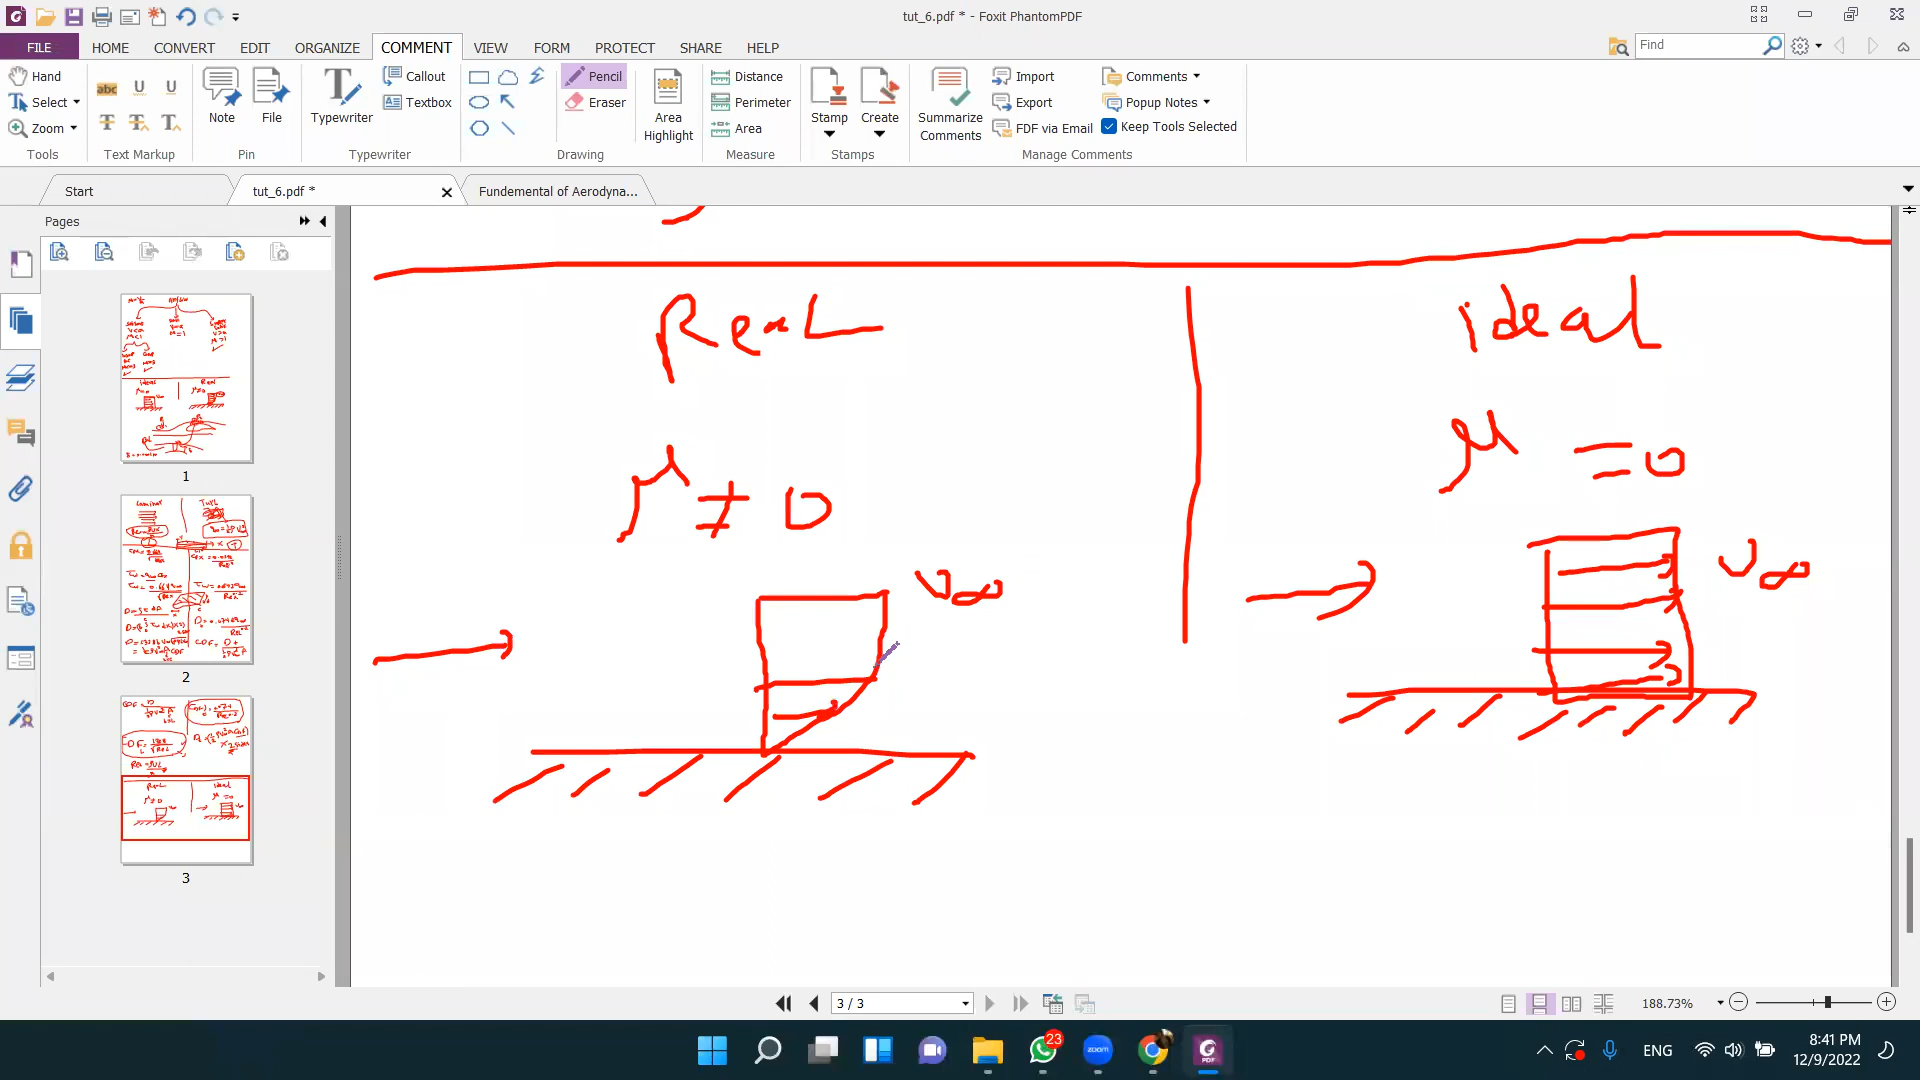 tut_6.pdf * - Foxit PhantomPDF
FILE HOME CONVERT EDIT ORGANIZE COMMENT VIEW FORM PROTECT SHARE HELP
Find
Hand
Select
Zoom
Tools
Text Markup
Note
File
Pin
Typewriter
Callout
Textbox
Typewriter
Pencil
Eraser
Drawing
Area
Highlight
Distance
Perimeter
Area
Measure
Stamp
Create
Stamps
Summarize
Comments
Import
Export
FDF via Email
Comments
Popup Notes
Keep Tools Selected
Manage Comments
Start
tut_6.pdf *
Fundemental of Aerodyna...
Pages
1
2
3
Real
ideal
μ ≠ 0
μ = 0
V∞
V∞
3 / 3
188.73%
23
zoom
PDF
ENG
8:41 PM
12/9/2022